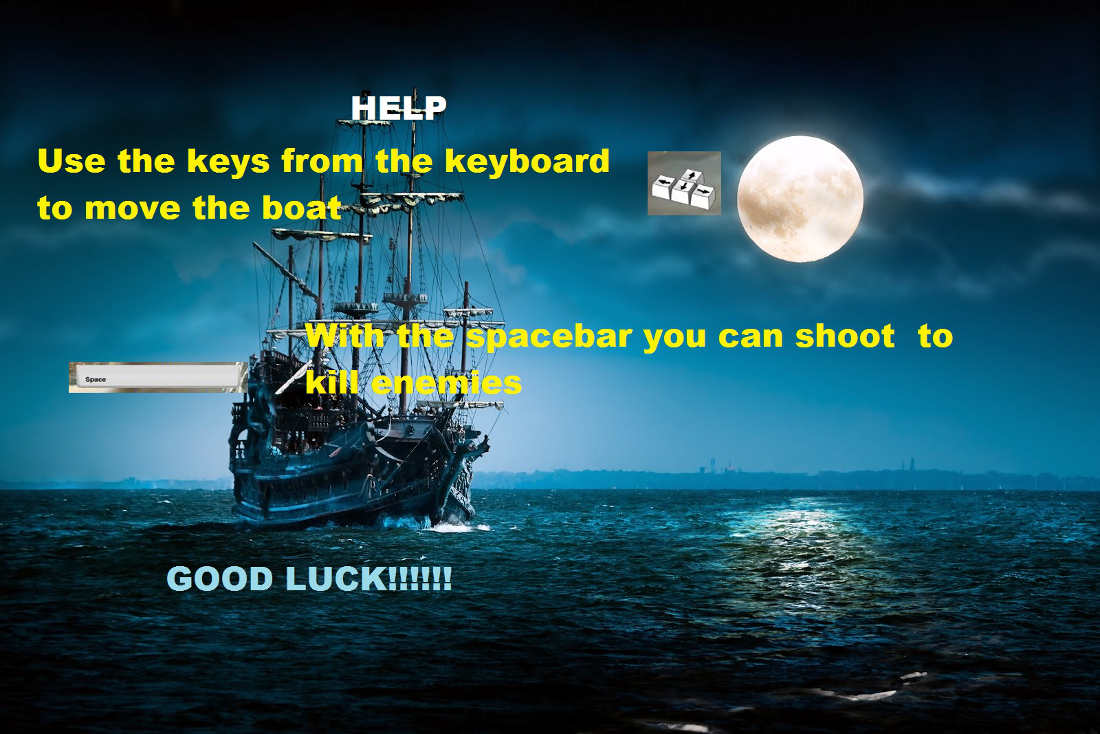 HELP
Use the keys from the keyboard
to move the boat
With the spacebar you can shoot  to
kill enemies
Space
GOOD LUCK!!!!!!